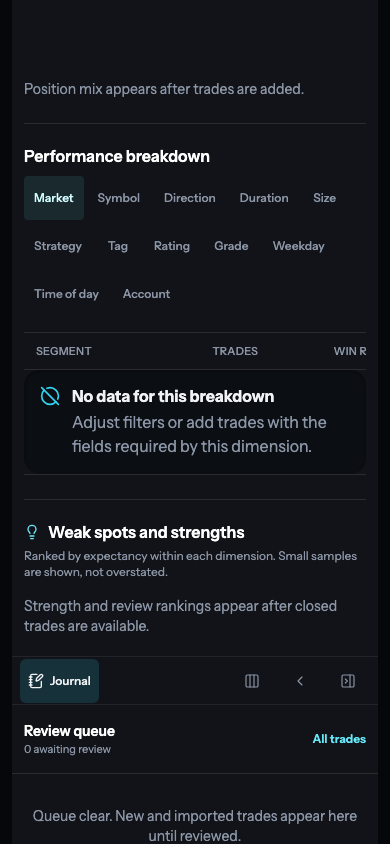 Position mix appears after trades are added.
Performance breakdown
Market Symbol Direction Duration Size
Strategy Tag Rating Grade Weekday
Time of day Account
SEGMENT TRADES WIN R
No data for this breakdown
Adjust filters or add trades with the
fields required by this dimension.
Weak spots and strengths
Ranked by expectancy within each dimension. Small samples
are shown, not overstated.
Strength and review rankings appear after closed
trades are available.
Journal
Review queue
0 awaiting review
All trades
Queue clear. New and imported trades appear here
until reviewed.